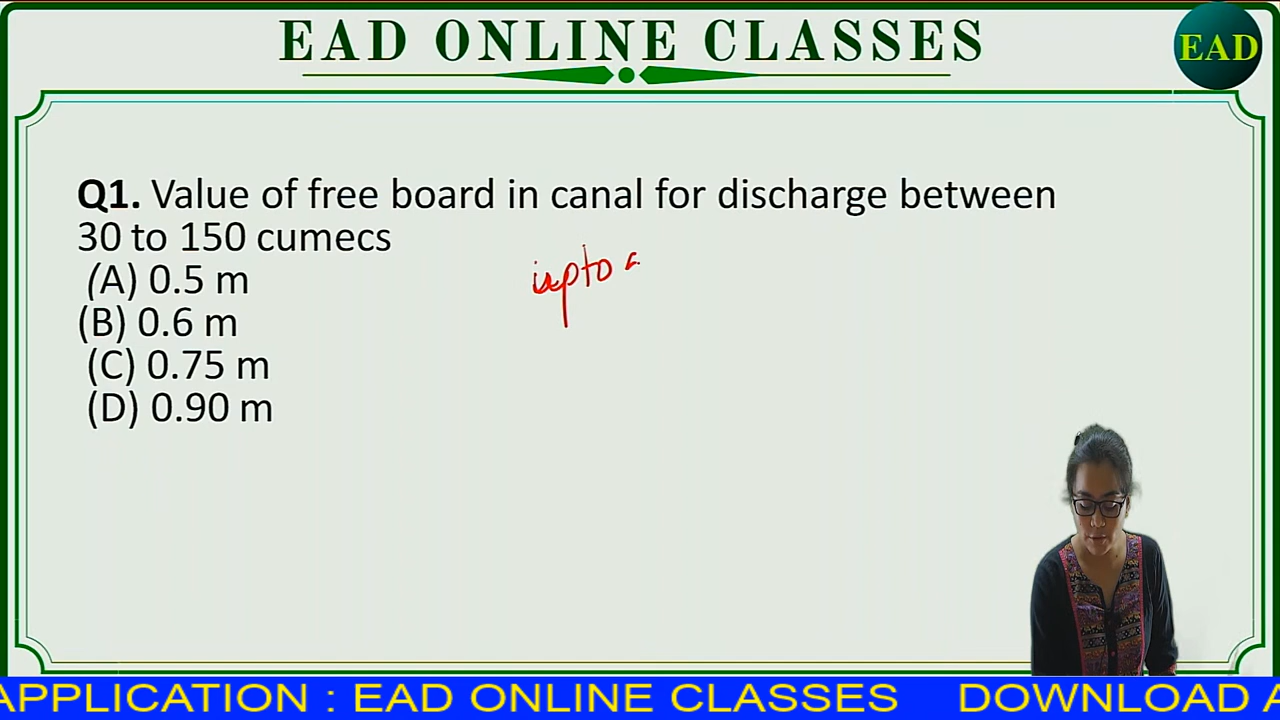 EAD ONLINE CLASSES
EAD
Q1. Value of free board in canal for discharge between
30 to 150 cumecs
(A) 0.5 m
(B) 0.6 m
(C) 0.75 m
(D) 0.90 m
upto
APPLICATION : EAD ONLINE CLASSES DOWNLOAD A